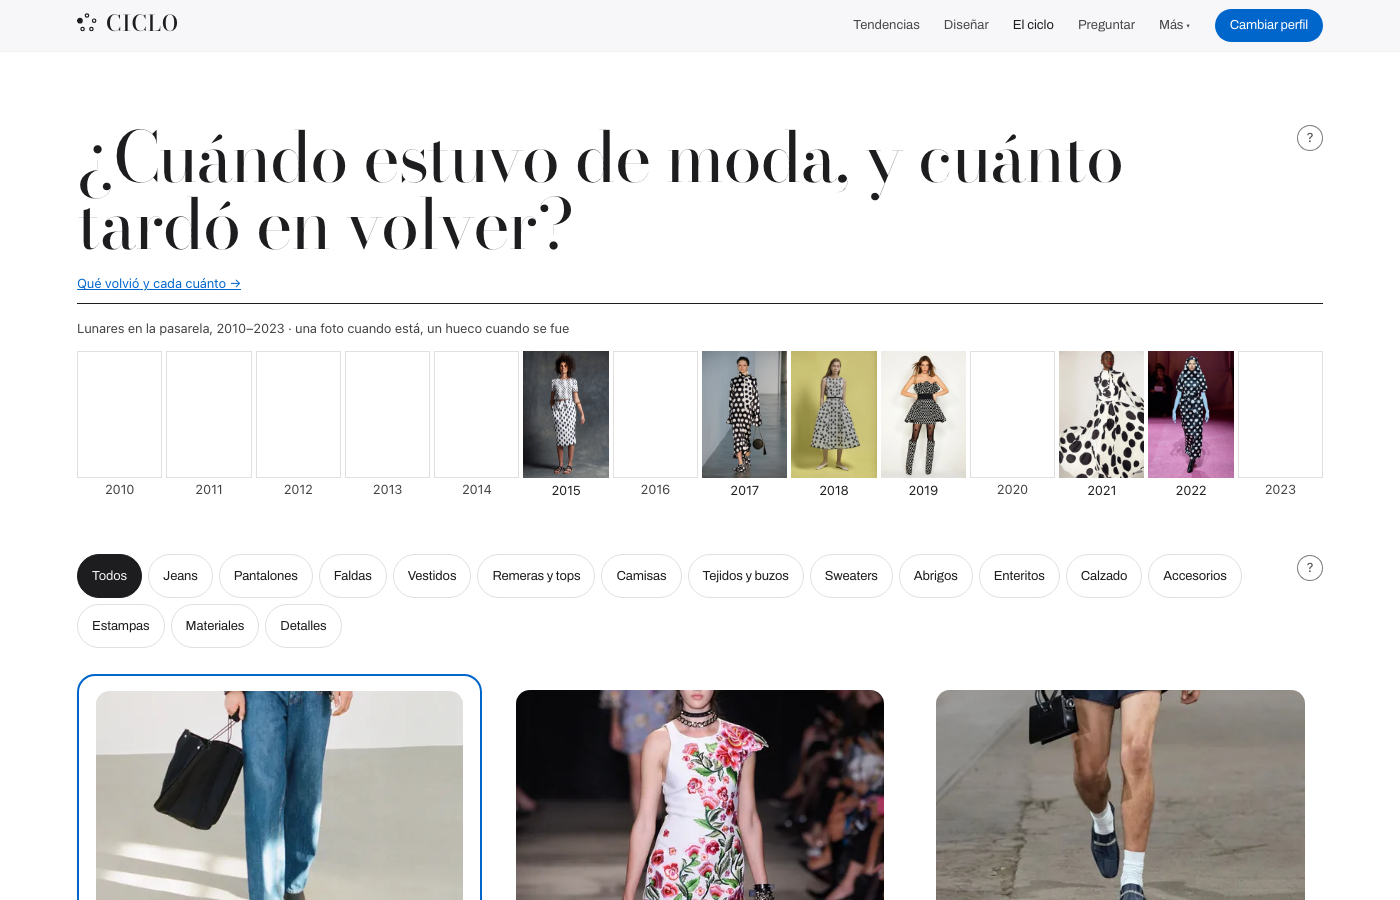 CICLO
Tendencias
Diseñar
El ciclo
Preguntar
Más
Cambiar perfil
¿Cuándo estuvo de moda, y cuánto
tardó en volver?
?
Qué volvió y cada cuánto →
Lunares en la pasarela, 2010–2023 · una foto cuando está, un hueco cuando se fue
2010
2011
2012
2013
2014
2015
2016
2017
2018
2019
2020
2021
2022
2023
Todos
Jeans
Pantalones
Faldas
Vestidos
Remeras y tops
Camisas
Tejidos y buzos
Sweaters
Abrigos
Enteritos
Calzado
Accesorios
?
Estampas
Materiales
Detalles